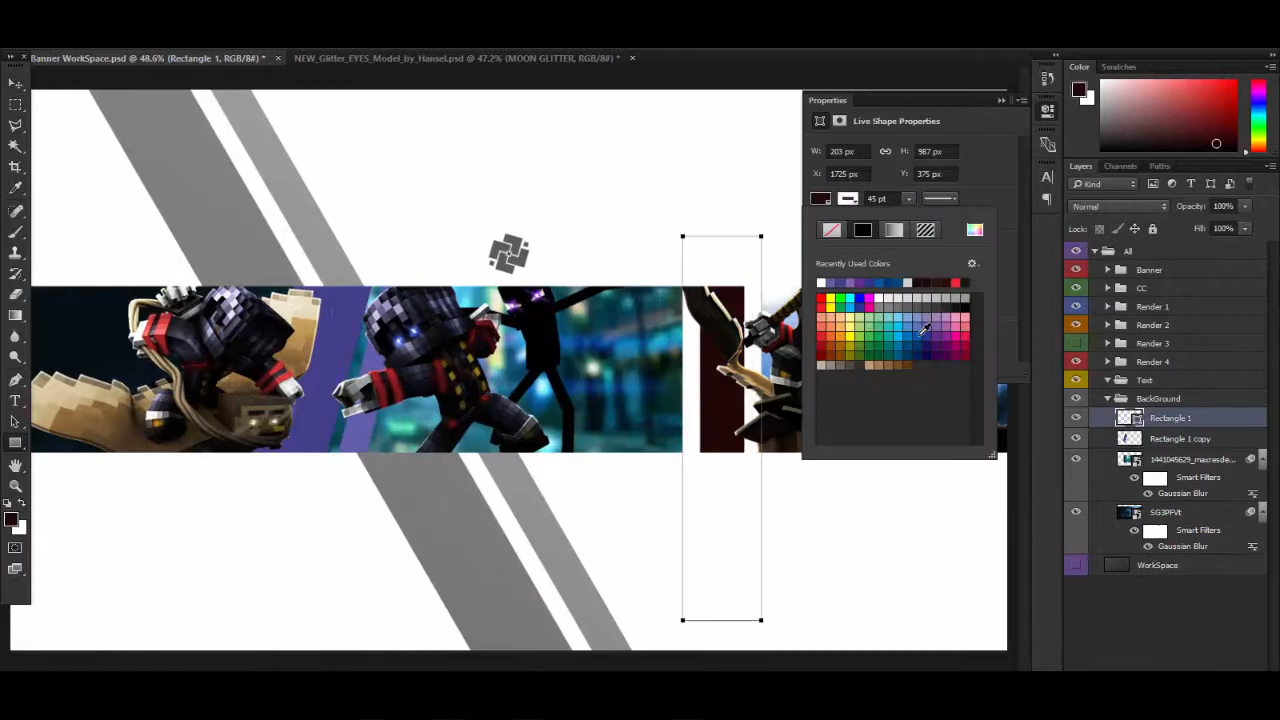 Banner WorkSpace.psd @ 48.6% (Rectangle 1, RGB/8#) *
NEW_Glitter_EYES_Model_by_Hansel.psd @ 47.2% (MOON GLITTER, RGB/8#) *
Properties
Live Shape Properties
W: 203 px H: 987 px
X: 1725 px Y: 375 px
45 pt
Recently Used Colors
Color Swatches
Layers Channels Paths
Kind
Normal Opacity: 100%
Lock: Fill: 100%
All
Banner
CC
Render 1
Render 2
Render 3
Render 4
Text
BackGround
Rectangle 1
Rectangle 1 copy
1441045629_maxresde...
Smart Filters
Gaussian Blur
SG3PFVt
Smart Filters
Gaussian Blur
WorkSpace